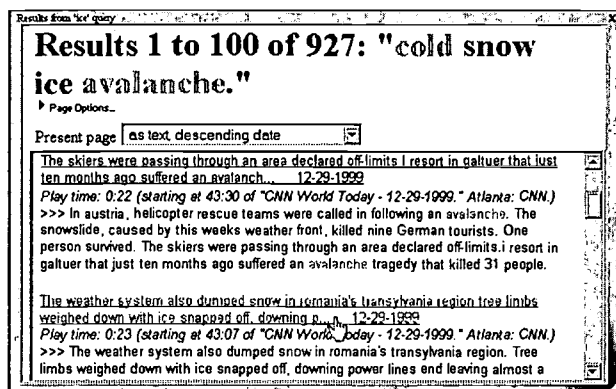 Results from 'ice' query
Results 1 to 100 of 927: "cold snow
ice avalanche."
Page Options...
Present page as text, descending date
The skiers were passing through an area declared off-limits I resort in galtuer that just
ten months ago suffered an avalanch... 12-29-1999
Play time: 0:22 (starting at 43:30 of "CNN World Today - 12-29-1999." Atlanta: CNN.)
>>> In austria, helicopter rescue teams were called in following an avalanche. The
snowslide, caused by this weeks weather front, killed nine German tourists. One
person survived. The skiers were passing through an area declared off-limits.i resort in
galtuer that just ten months ago suffered an avalanche tragedy that killed 31 people.
The weather system also dumped snow in romania's transylvania region tree limbs
weighed down with ice snapped off, downing p... 12-29-1999
Play time: 0:23 (starting at 43:07 of "CNN World Today - 12-29-1999." Atlanta: CNN.)
>>> The weather system also dumped snow in romania's transylvania region. Tree
limbs weighed down with ice snapped off, downing power lines end leaving almost a